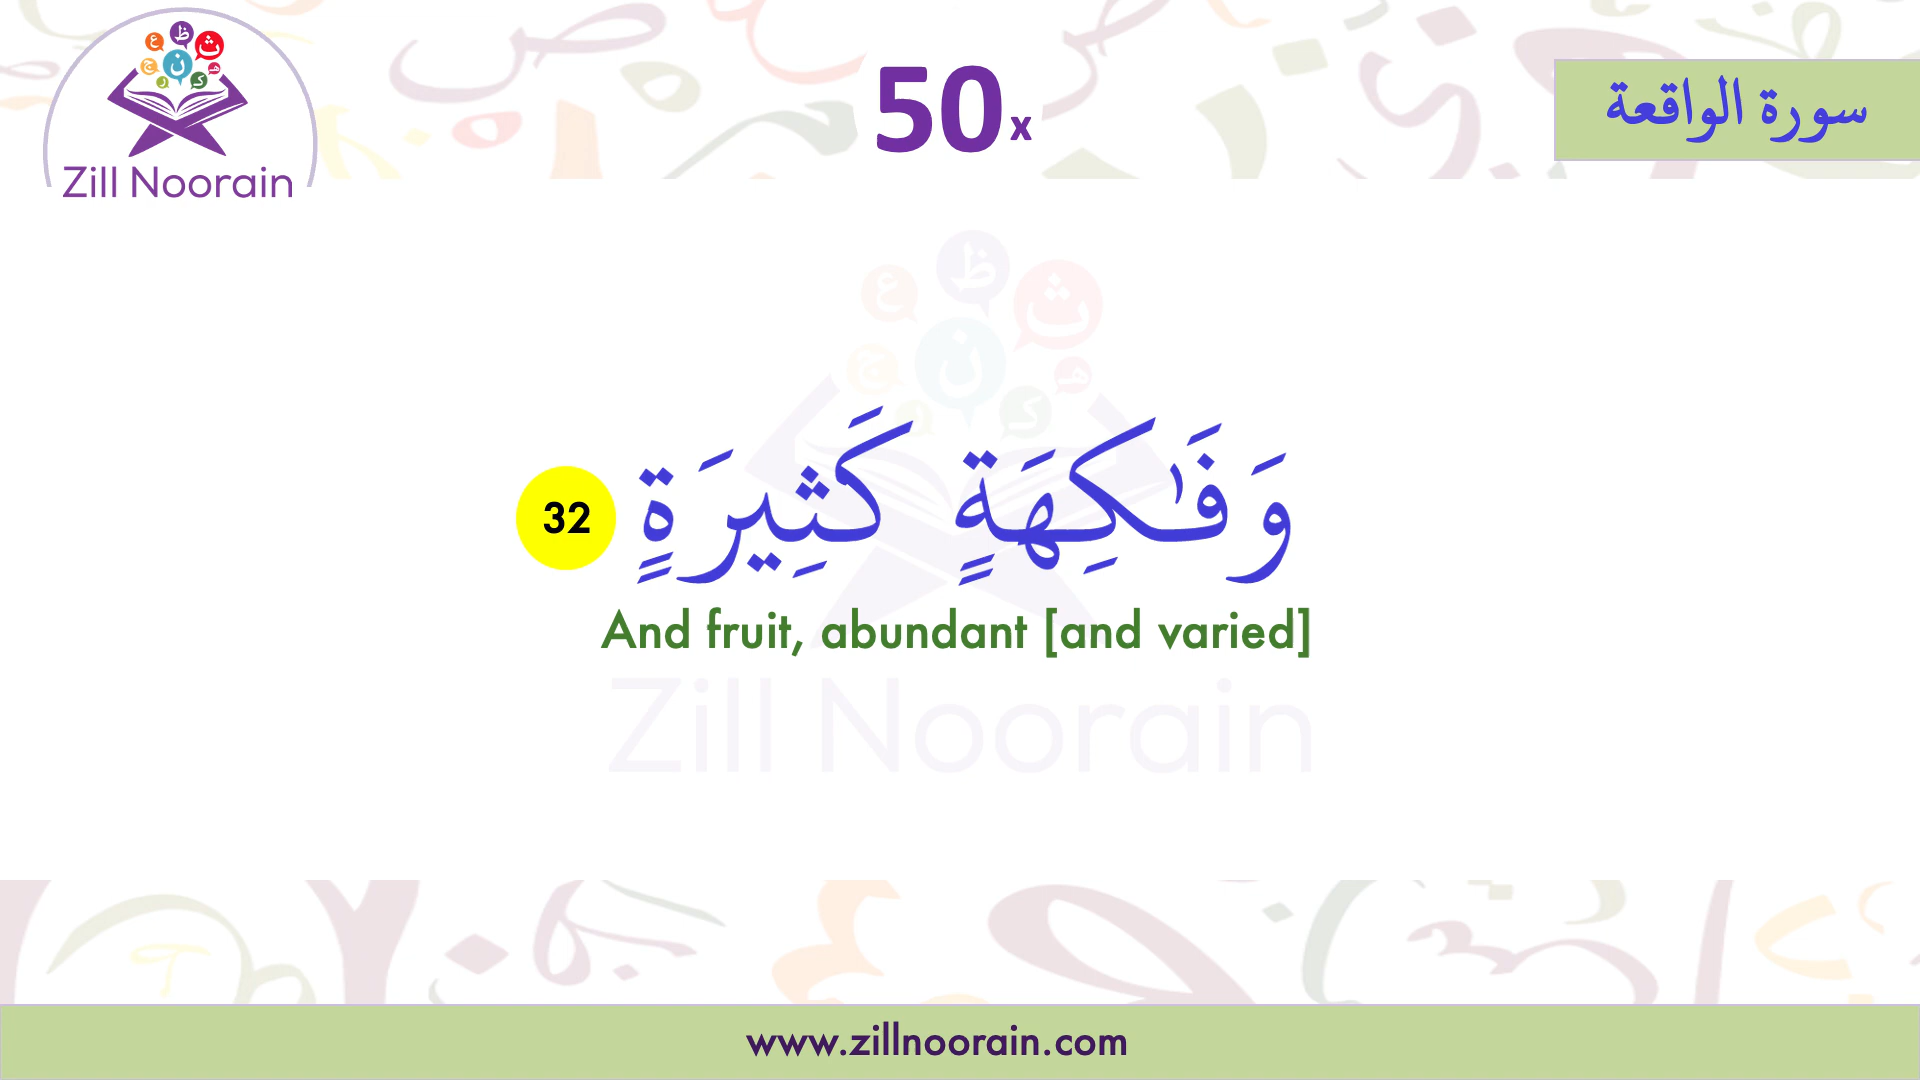 Zill Noorain
50x
سورة الواقعة
وَفَٰكِهَةٍ كَثِيرَةٍ 32
And fruit, abundant [and varied]
Zill Noorain
www.zillnoorain.com